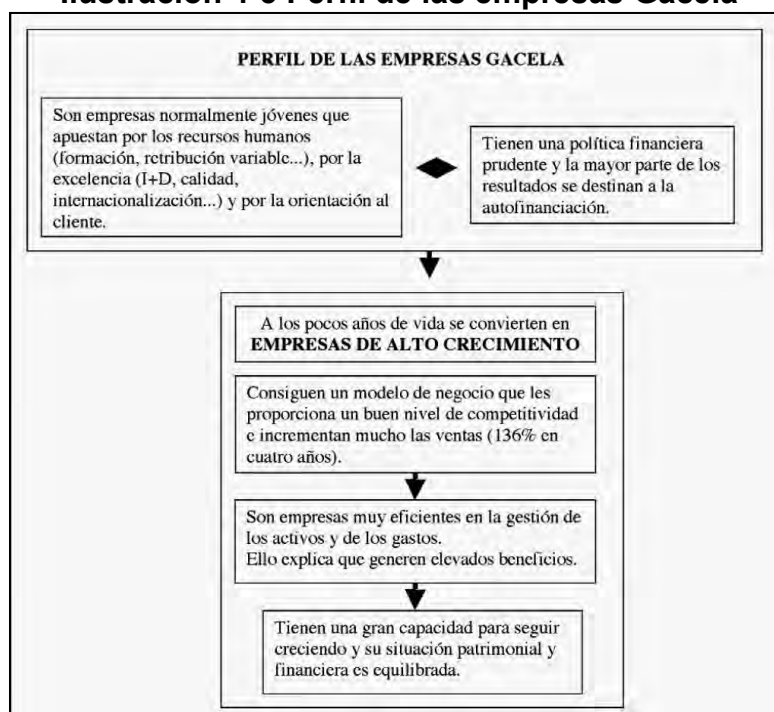 Ilustración Perfil de las empresas Gacela
PERFIL DE LAS EMPRESAS GACELA
Son empresas normalmente jóvenes que
apuestan por los recursos humanos
(formación, retribución variable...), por la
excelencia (I+D, calidad,
internacionalización...) y por la orientación al
cliente.
Tienen una política financiera
prudente y la mayor parte de los
resultados se destinan a la
autofinanciación.
A los pocos años de vida se convierten en
EMPRESAS DE ALTO CRECIMIENTO
Consiguen un modelo de negocio que les
proporciona un buen nivel de competitividad
e incrementan mucho las ventas (136% en
cuatro años).
Son empresas muy eficientes en la gestión de
los activos y de los gastos.
Ello explica que generen elevados beneficios.
Tienen una gran capacidad para seguir
creciendo y su situación patrimonial y
financiera es equilibrada.